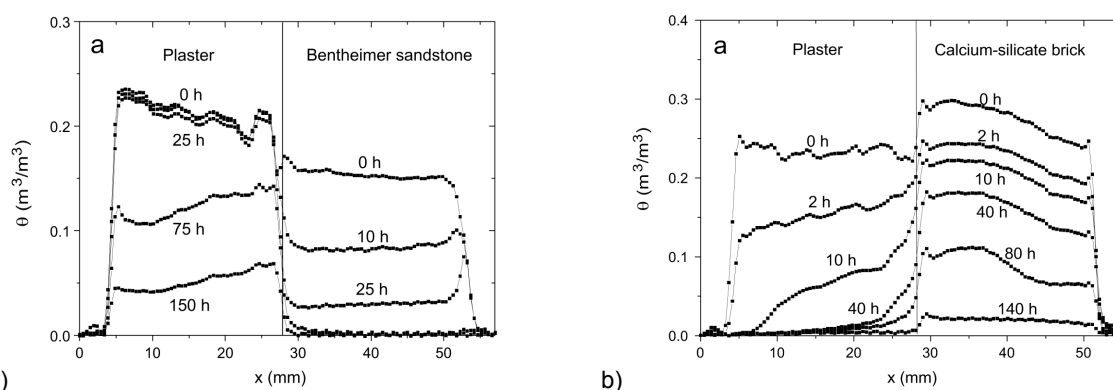 0.3
a
Plaster
Bentheimer sandstone
0.2
0 h
25 h
0 h
θ (m³/m³)
0.1
75 h
10 h
150 h
25 h
0.0
0
10
20
30
40
50
x (mm)
)
0.4
a
Plaster
Calcium-silicate brick
0.3
0 h
0 h
2 h
0.2
10 h
θ (m³/m³)
2 h
40 h
0.1
10 h
80 h
40 h
140 h
0.0
0
10
20
30
40
50
x (mm)
b)